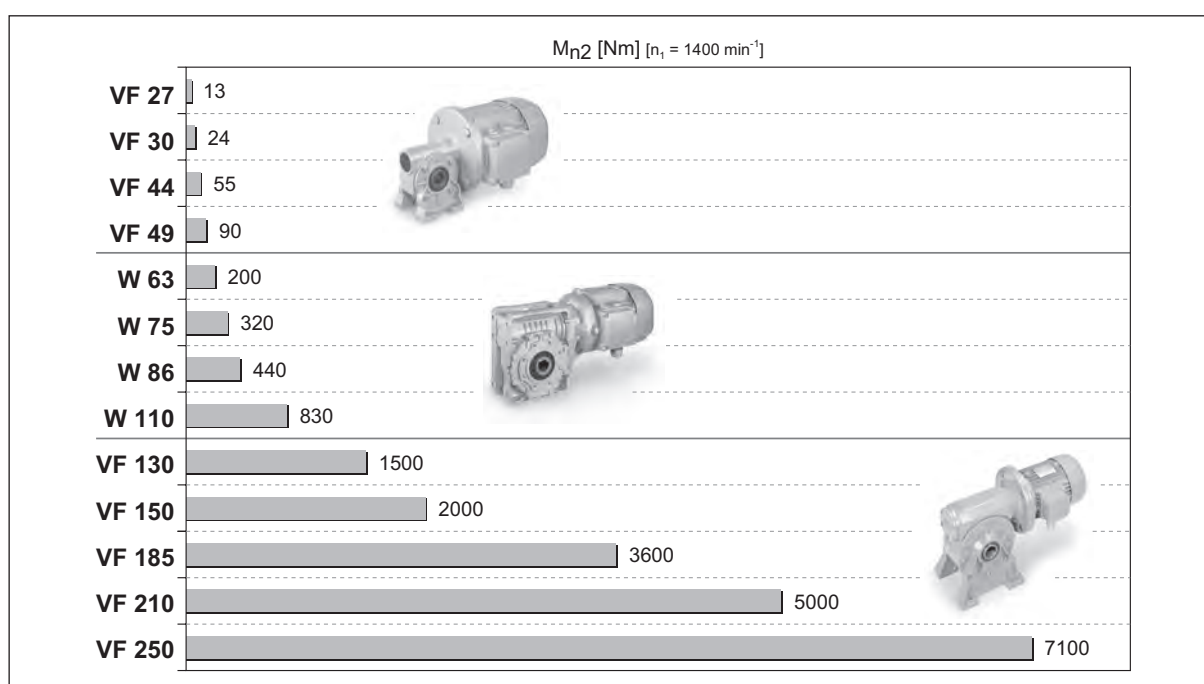 Mn2 [Nm] [n1 = 1400 min-1]
VF 27 13
VF 30 24
VF 44 55
VF 49 90
W 63 200
W 75 320
W 86 440
W 110 830
VF 130 1500
VF 150 2000
VF 185 3600
VF 210 5000
VF 250 7100